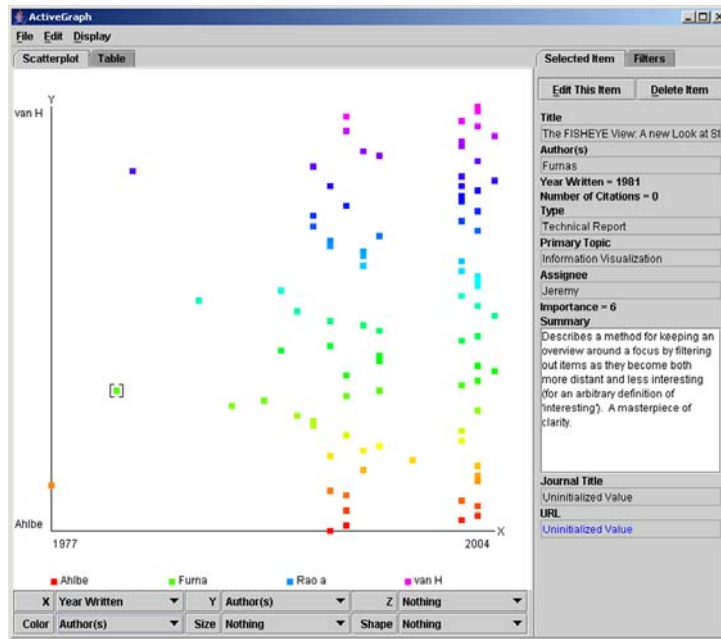 ActiveGraph
File Edit Display
Scatterplot Table
Selected Item Filters
Edit This Item Delete Item
Y
van H
Ahlbe
X
1977 2004
Ahlbe Furna Rao a van H
X Year Written Y Author(s) Z Nothing
Color Author(s) Size Nothing Shape Nothing
Title
The FISHEYE View: A new Look at St
Author(s)
Furnas
Year Written = 1981
Number of Citations = 0
Type
Technical Report
Primary Topic
Information Visualization
Assignee
Jeremy
Importance = 6
Summary
Describes a method for keeping an
overview around a focus by filtering
out items as they become both
more distant and less interesting
(for an arbitrary definition of
'interesting'). A masterpiece of
clarity.
Journal Title
Uninitialized Value
URL
Uninitialized Value